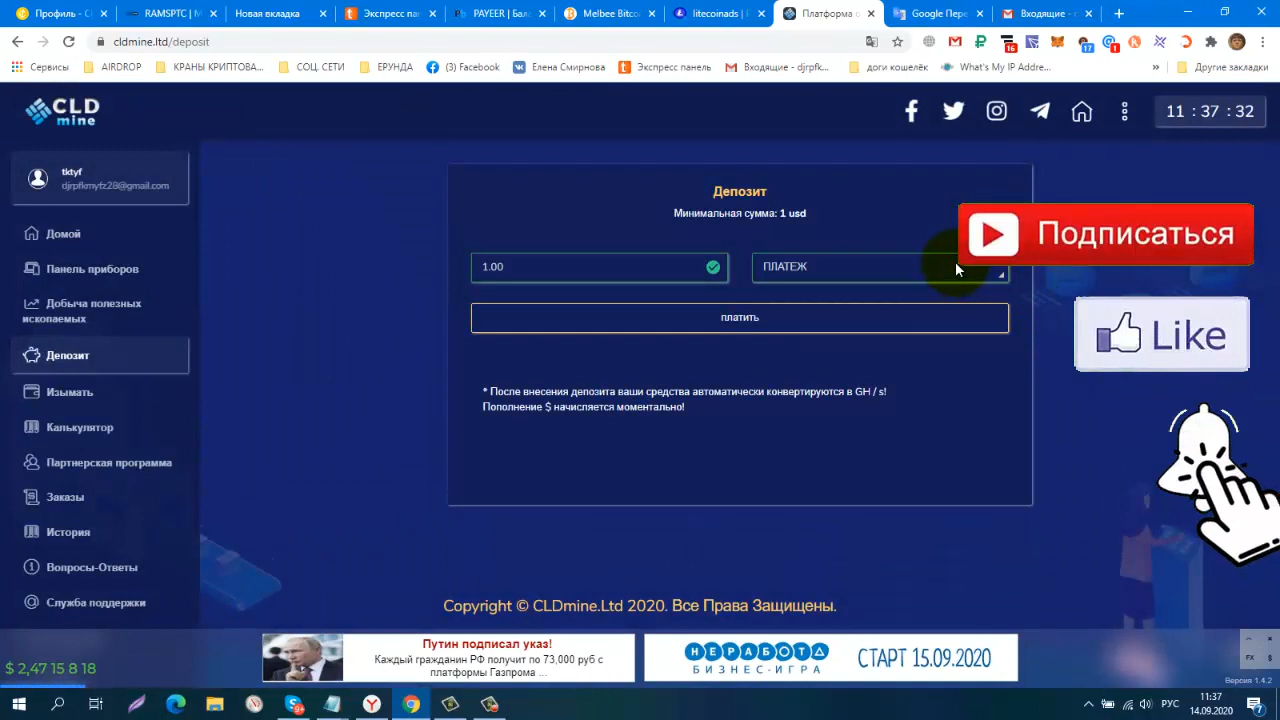 Профиль - С
RAMSPTC | M
Новая вкладка
Экспресс па
PAYEER | Бал
Melbee Bitco
litecoinads | P
Платформа о
Google Пере
Входящие -
cldmine.ltd/deposit
16
17
1
Сервисы
AIRDROP
КРАНЫ КРИПТОВА...
СОЦ. СЕТИ
ЕРУНДА
(3) Facebook
Елена Смирнова
Экспресс панель
Входящие - djrpfk...
доги кошелёк
What's My IP Addre...
»
Другие закладки
CLD
mine
11 : 37 : 32
tktyf
djrpfkmyfz28@gmail.com
Домой
Панель приборов
Добыча полезных
ископаемых
Депозит
Изымать
Калькулятор
Партнерская программа
Заказы
История
Вопросы-Ответы
Служба поддержки
Депозит
Минимальная сумма: 1 usd
1.00
ПЛАТЕЖ
платить
* После внесения депозита ваши средства автоматически конвертируются в GH / s!
Пополнение $ начисляется моментально!
Подписаться
Like
Copyright © CLDmine.Ltd 2020. Все Права Защищены.
$ 2,47 15 8 18
Путин подписал указ!
Каждый гражданин РФ получит по 73,000 руб с
платформы Газпрома ...
НЕРАБОТА
БИЗНЕС-ИГРА
СТАРТ 15.09.2020
FX
$
Версия 1.4.2
9+
РУС
11:37
14.09.2020